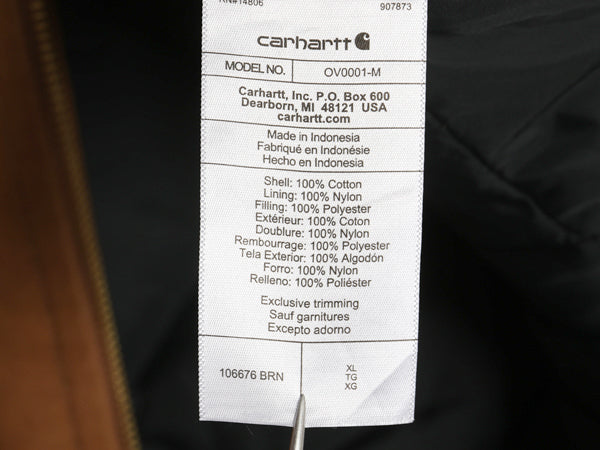 RN#14806 907873
carhartt
MODEL NO. OV0001-M
Carhartt, Inc. P.O. Box 600
Dearborn, MI 48121 USA
carhartt.com
Made in Indonesia
Fabriqué en Indonésie
Hecho en Indonesia
Shell: 100% Cotton
Lining: 100% Nylon
Filling: 100% Polyester
Extérieur: 100% Coton
Doublure: 100% Nylon
Rembourrage: 100% Polyester
Tela Exterior: 100% Algodón
Forro: 100% Nylon
Relleno: 100% Poliéster
Exclusive trimming
Sauf garnitures
Excepto adorno
106676 BRN
XL
TG
XG